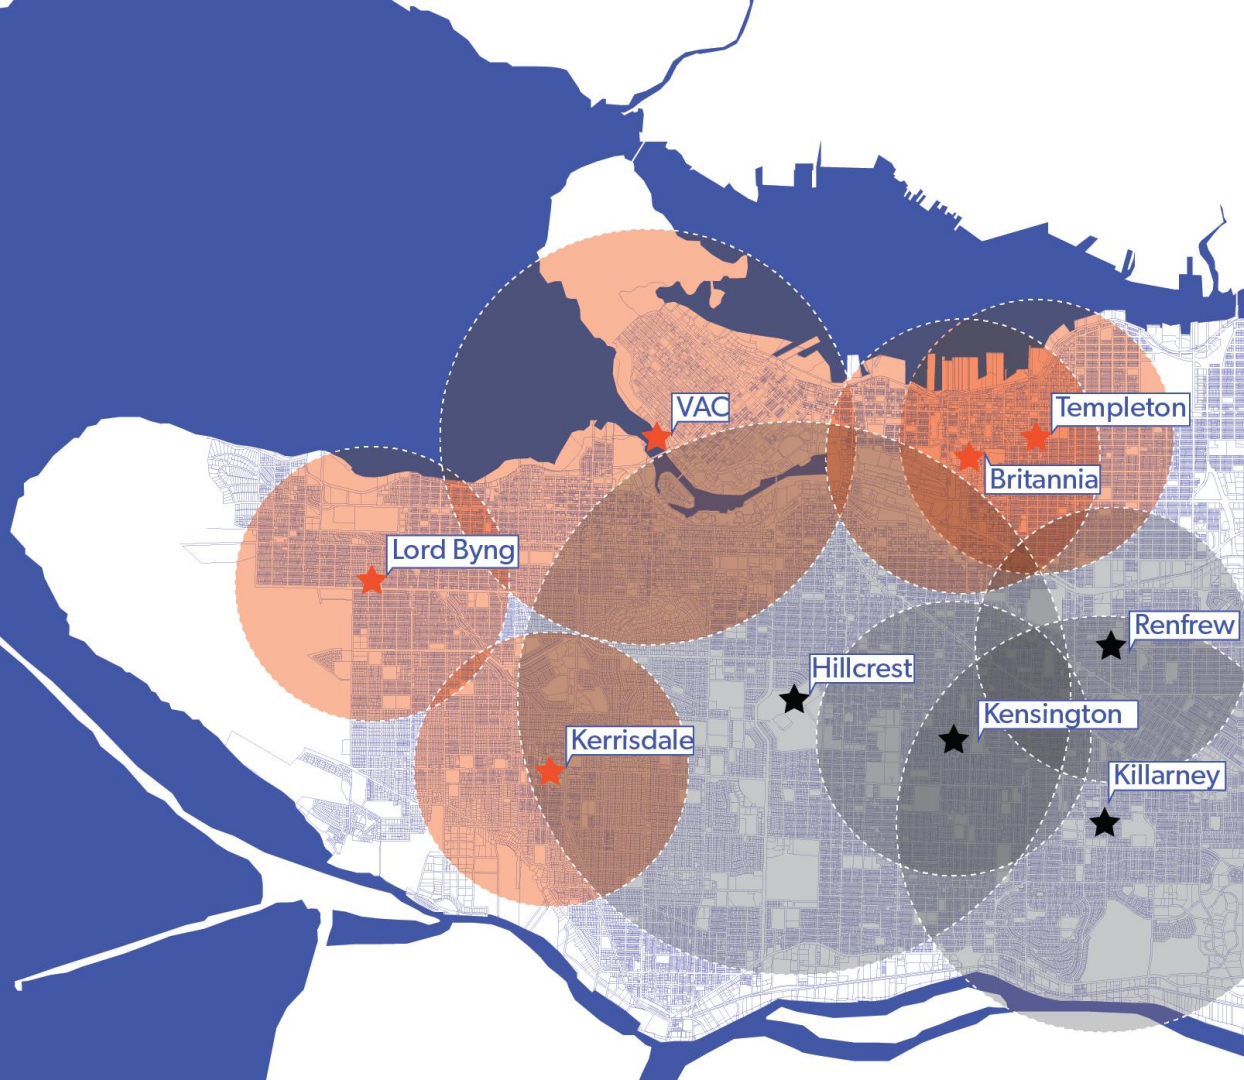 VAC
Templeton
Britannia
Lord Byng
Renfrew
Hillcrest
Kensington
Kerrisdale
Killarney